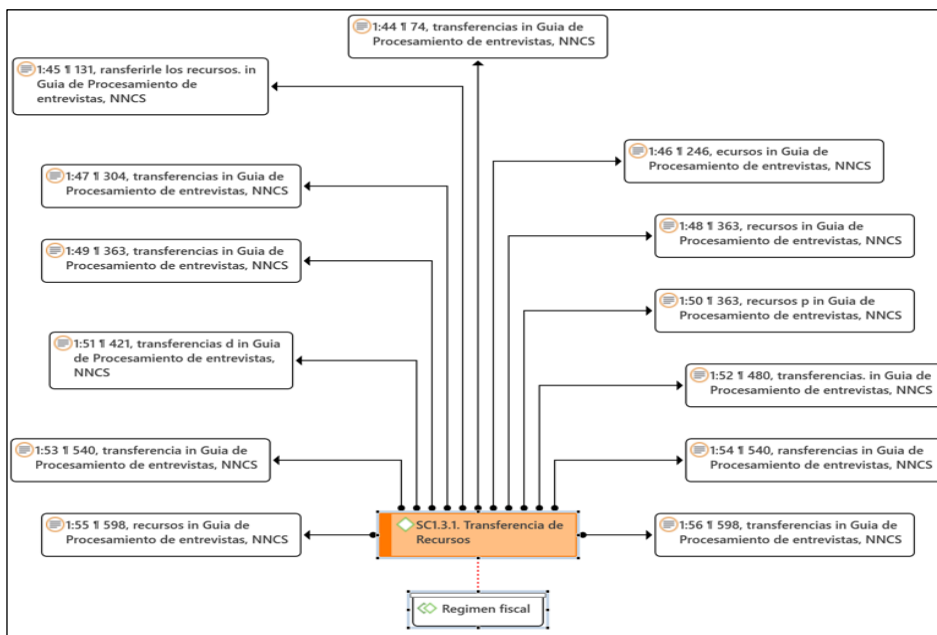 1:44 ¶ 74, transferencias in Guia de
Procesamiento de entrevistas, NNCS
1:45 ¶ 131, ransferirle los recursos. in
Guia de Procesamiento de
entrevistas, NNCS
1:46 ¶ 246, ecursos in Guia de
Procesamiento de entrevistas,
NNCS
1:47 ¶ 304, transferencias in Guia de
Procesamiento de entrevistas, NNCS
1:48 ¶ 363, recursos in Guia de
Procesamiento de entrevistas,
NNCS
1:49 ¶ 363, transferencias in Guia de
Procesamiento de entrevistas, NNCS
1:50 ¶ 363, recursos p in Guia de
Procesamiento de entrevistas,
NNCS
1:51 ¶ 421, transferencias d in Guia
de Procesamiento de entrevistas,
NNCS
1:52 ¶ 480, transferencias. in Guia de
Procesamiento de entrevistas,
NNCS
1:53 ¶ 540, transferencia in Guia de
Procesamiento de entrevistas, NNCS
1:54 ¶ 540, ransferencias in Guia de
Procesamiento de entrevistas,
NNCS
1:55 ¶ 598, recursos in Guia de
Procesamiento de entrevistas,
NNCS
SC1.3.1. Transferencia de
Recursos
1:56 ¶ 598, transferencias in Guia de
Procesamiento de entrevistas,
NNCS
Regimen fiscal